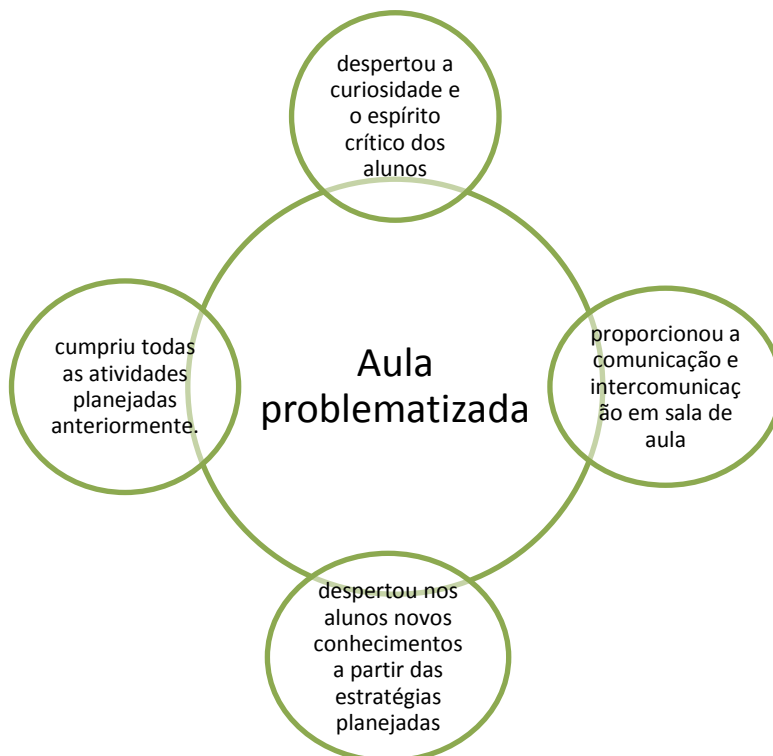 despertou a
curiosidade e
o espírito
crítico dos
alunos
cumpriu todas
as atividades
planejadas
anteriormente.
Aula
problematizada
proporcionou a
comunicação e
intercomunicaç
ão em sala de
aula
despertou nos
alunos novos
conhecimentos
a partir das
estratégias
planejadas